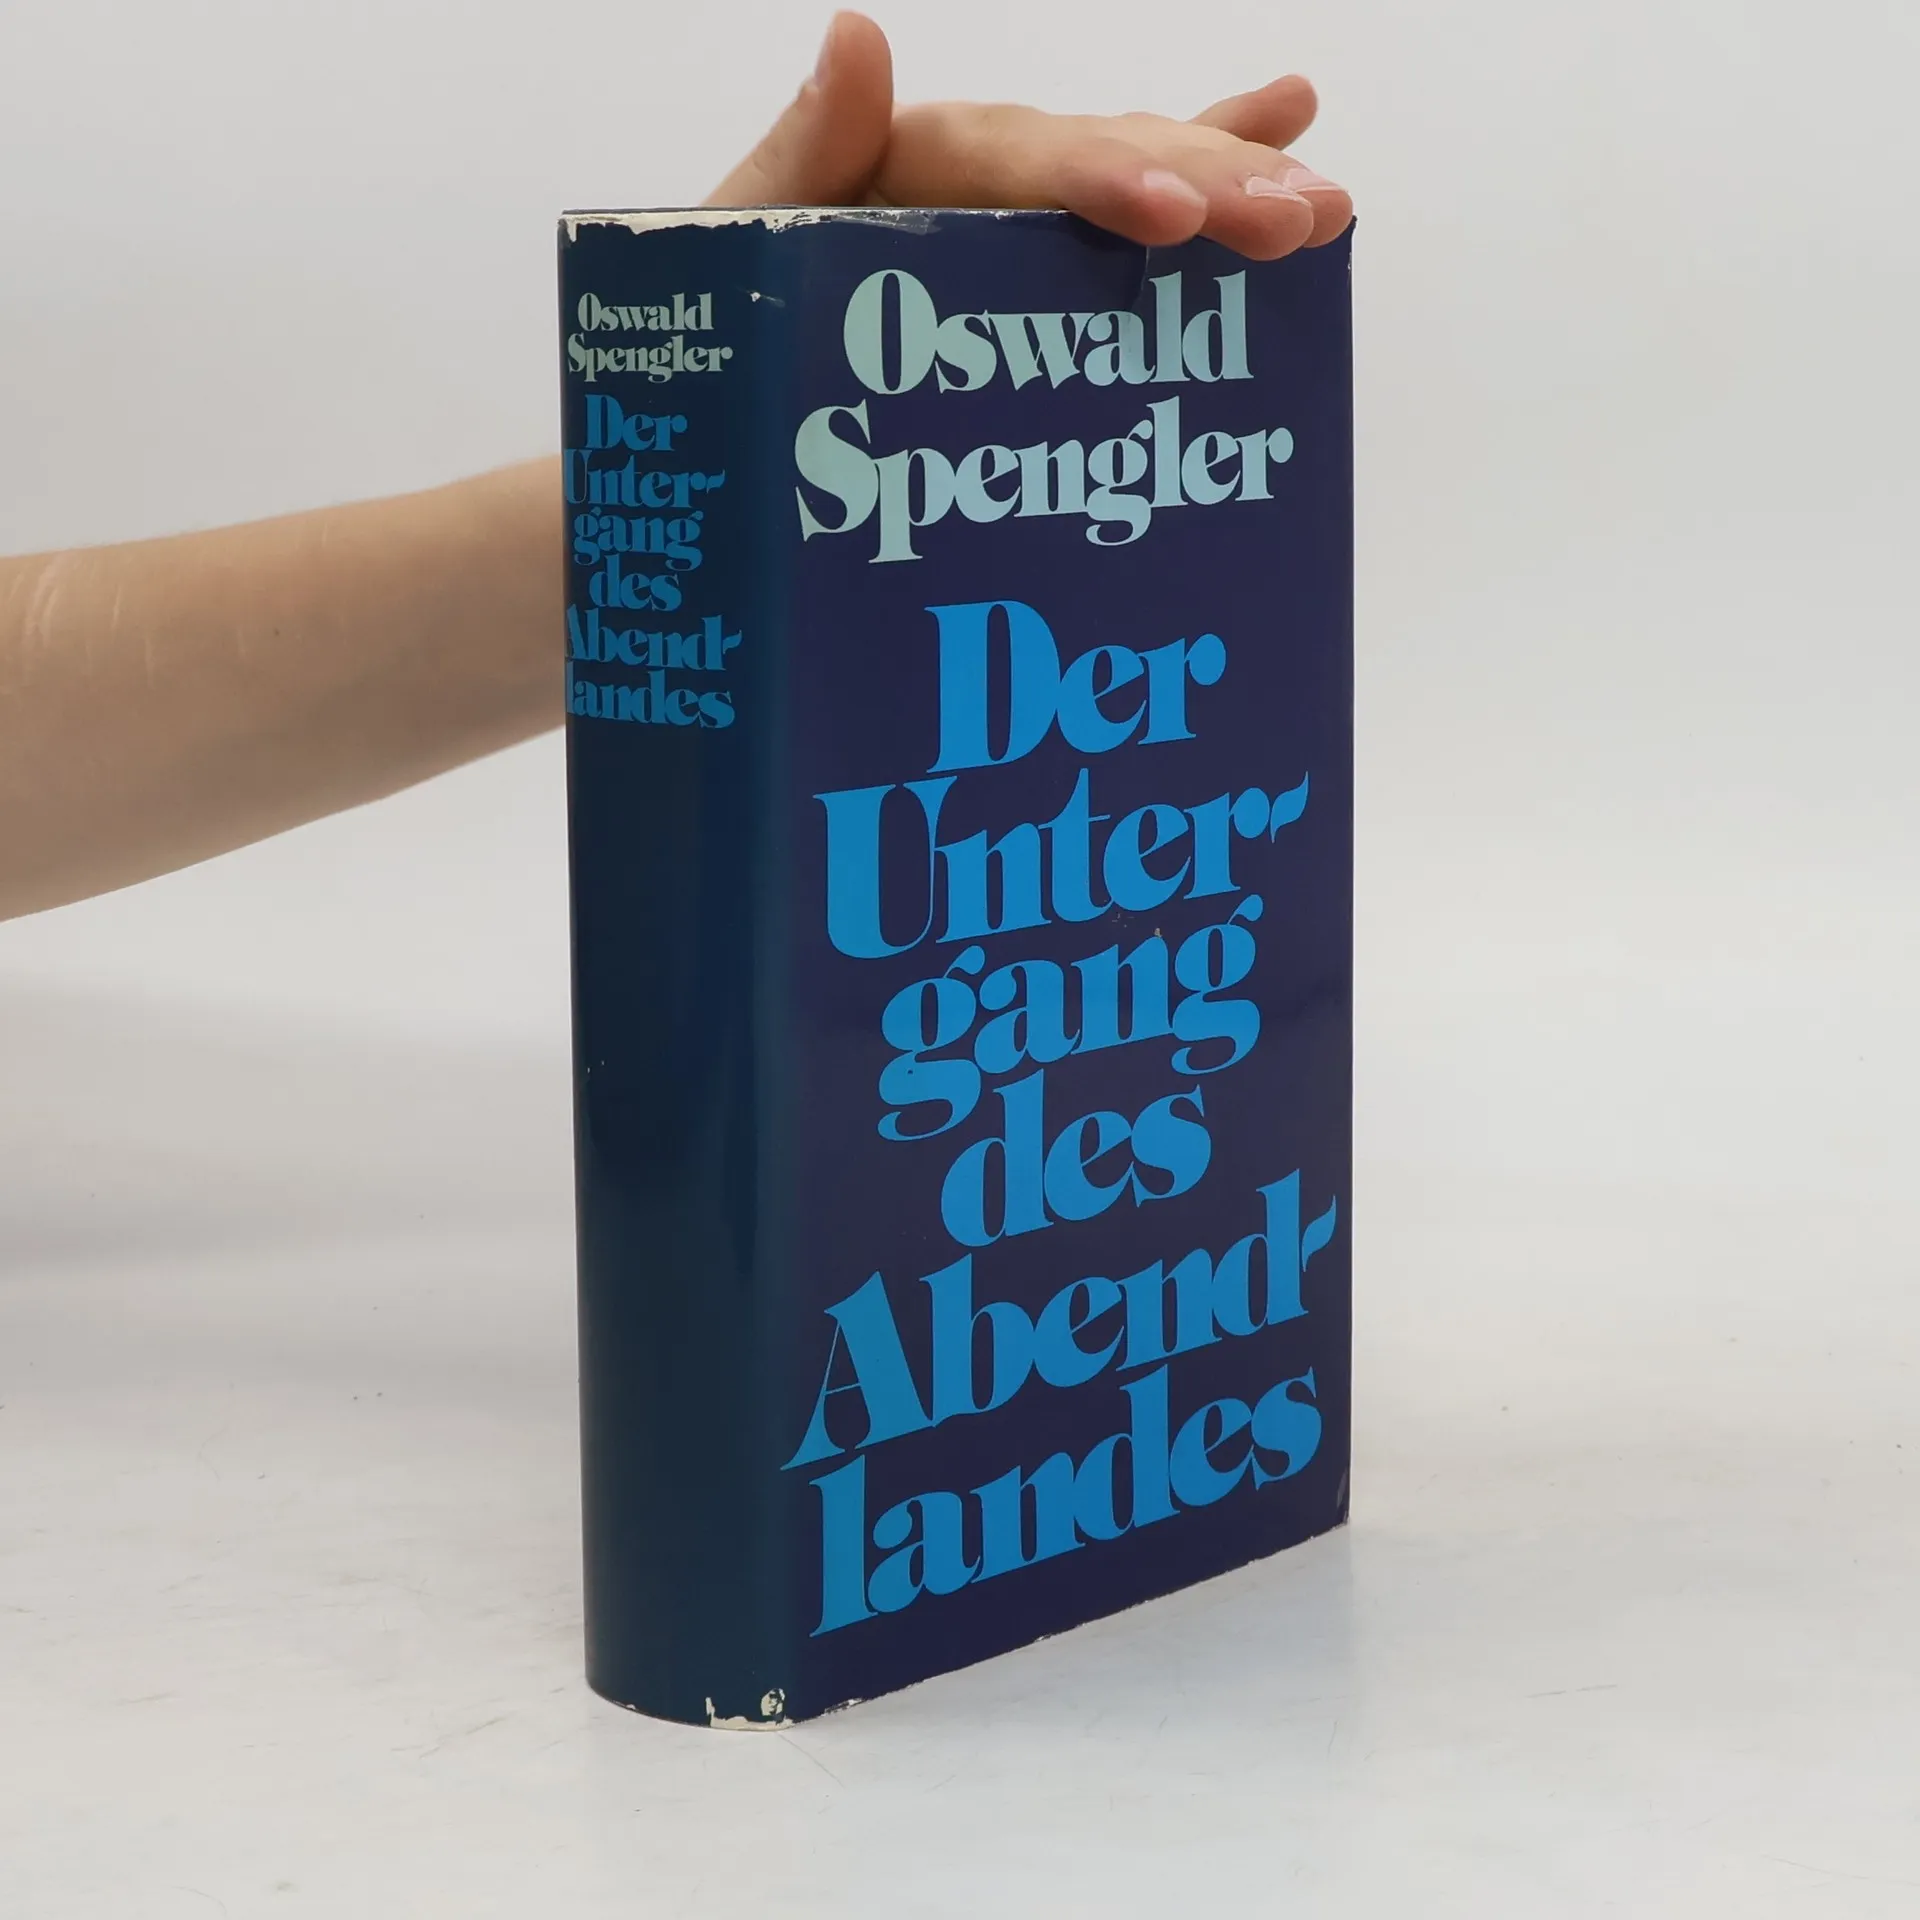 Oswald
Spengler
Der
Unter-
gang
des
Abend-
landes
Oswald
Spengler
Der
Unter-
gang
des
Abend-
landes